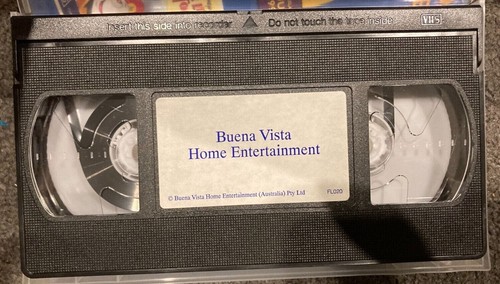 Insert this side into recorder Do not touch the tape inside VHS
Buena Vista
Home Entertainment
© Buena Vista Home Entertainment (Australia) Pty Ltd FL020